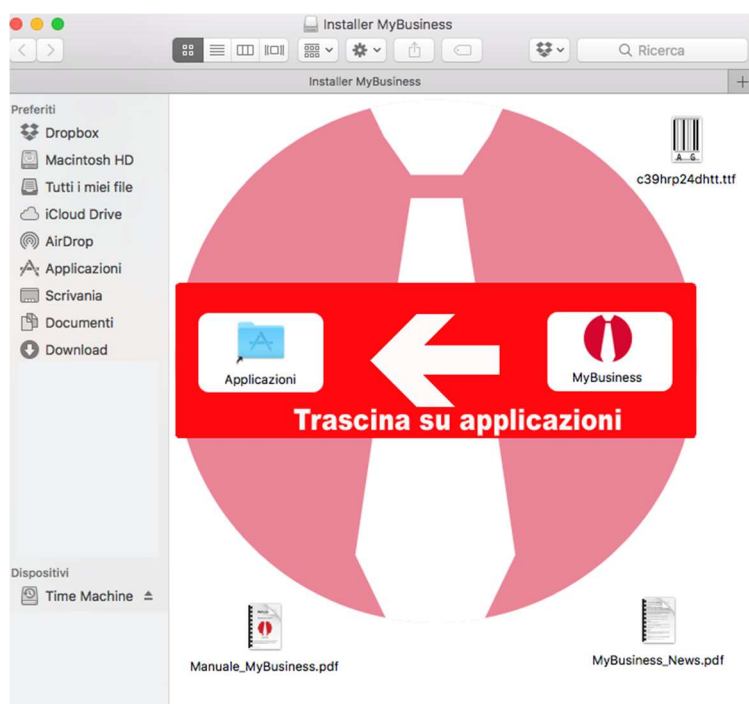 Installer MyBusiness
Ricerca
Installer MyBusiness
Preferiti
Dropbox
Macintosh HD
Tutti i miei file
iCloud Drive
AirDrop
Applicazioni
Scrivania
Documenti
Download
Dispositivi
Time Machine
A G
c39hrp24dhtt.ttf
Applicazioni
MyBusiness
Trascina su applicazioni
Manuale_MyBusiness.pdf
MyBusiness_News.pdf